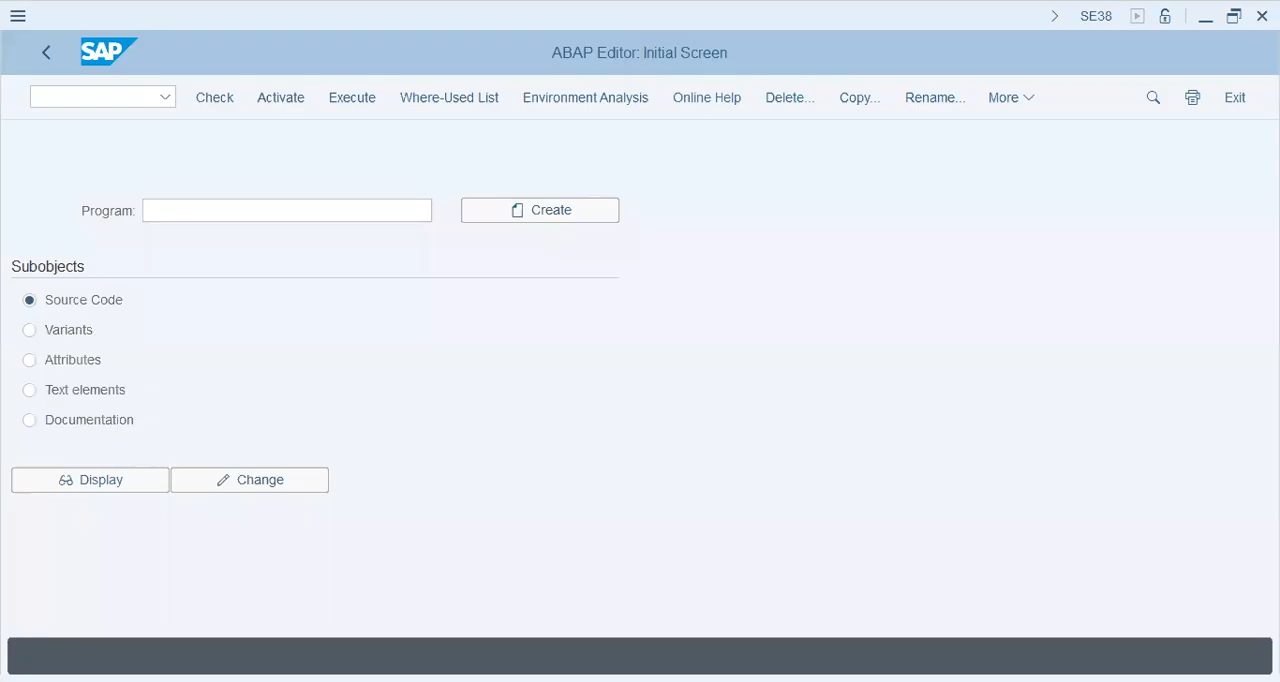 SE38
SAP
ABAP Editor: Initial Screen
Check Activate Execute Where-Used List Environment Analysis Online Help Delete... Copy... Rename... More Exit
Program: Create
Subobjects
Source Code
Variants
Attributes
Text elements
Documentation
Display Change